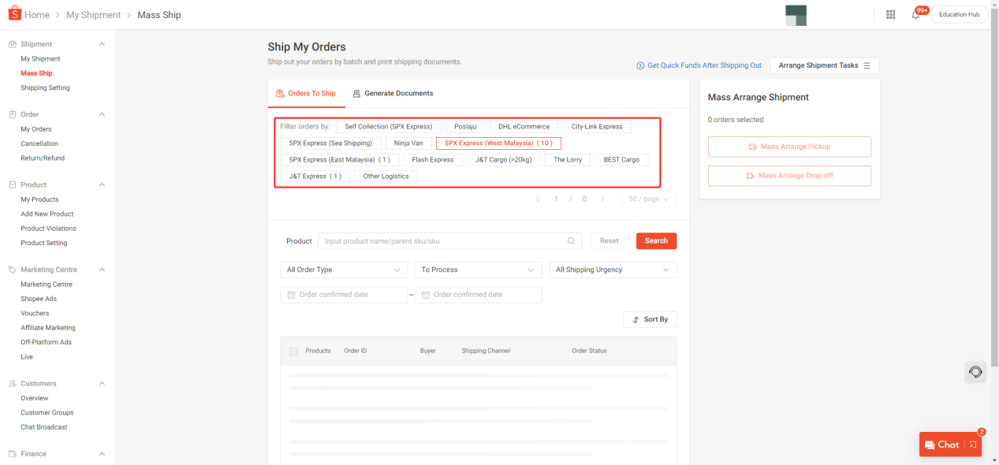 Home > My Shipment > Mass Ship
99+
Education Hub
Shipment
My Shipment
Mass Ship
Shipping Setting
Order
My Orders
Cancellation
Return/Refund
Product
My Products
Add New Product
Product Violations
Product Setting
Marketing Centre
Marketing Centre
Shopee Ads
Vouchers
Affiliate Marketing
Off-Platform Ads
Live
Customers
Overview
Customer Groups
Chat Broadcast
Finance
Ship My Orders
Ship out your orders by batch and print shipping documents.
Get Quick Funds After Shipping Out
Arrange Shipment Tasks
Orders To Ship Generate Documents
Filter orders by: Self Collection (SPX Express) Poslaju DHL eCommerce City-Link Express
SPX Express (Sea Shipping) Ninja Van SPX Express (West Malaysia) ( 10 )
SPX Express (East Malaysia) ( 1 ) Flash Express J&T Cargo (>20kg) The Lorry BEST Cargo
J&T Express ( 1 ) Other Logistics
< 1 / 0 > 50 / page
Product Input product name/parent sku/sku Reset Search
All Order Type To Process All Shipping Urgency
Order confirmed date – Order confirmed date
Sort By
Products Order ID Buyer Shipping Channel Order Status
Mass Arrange Shipment
0 orders selected
Mass Arrange Pickup
Mass Arrange Drop-off
Chat
2